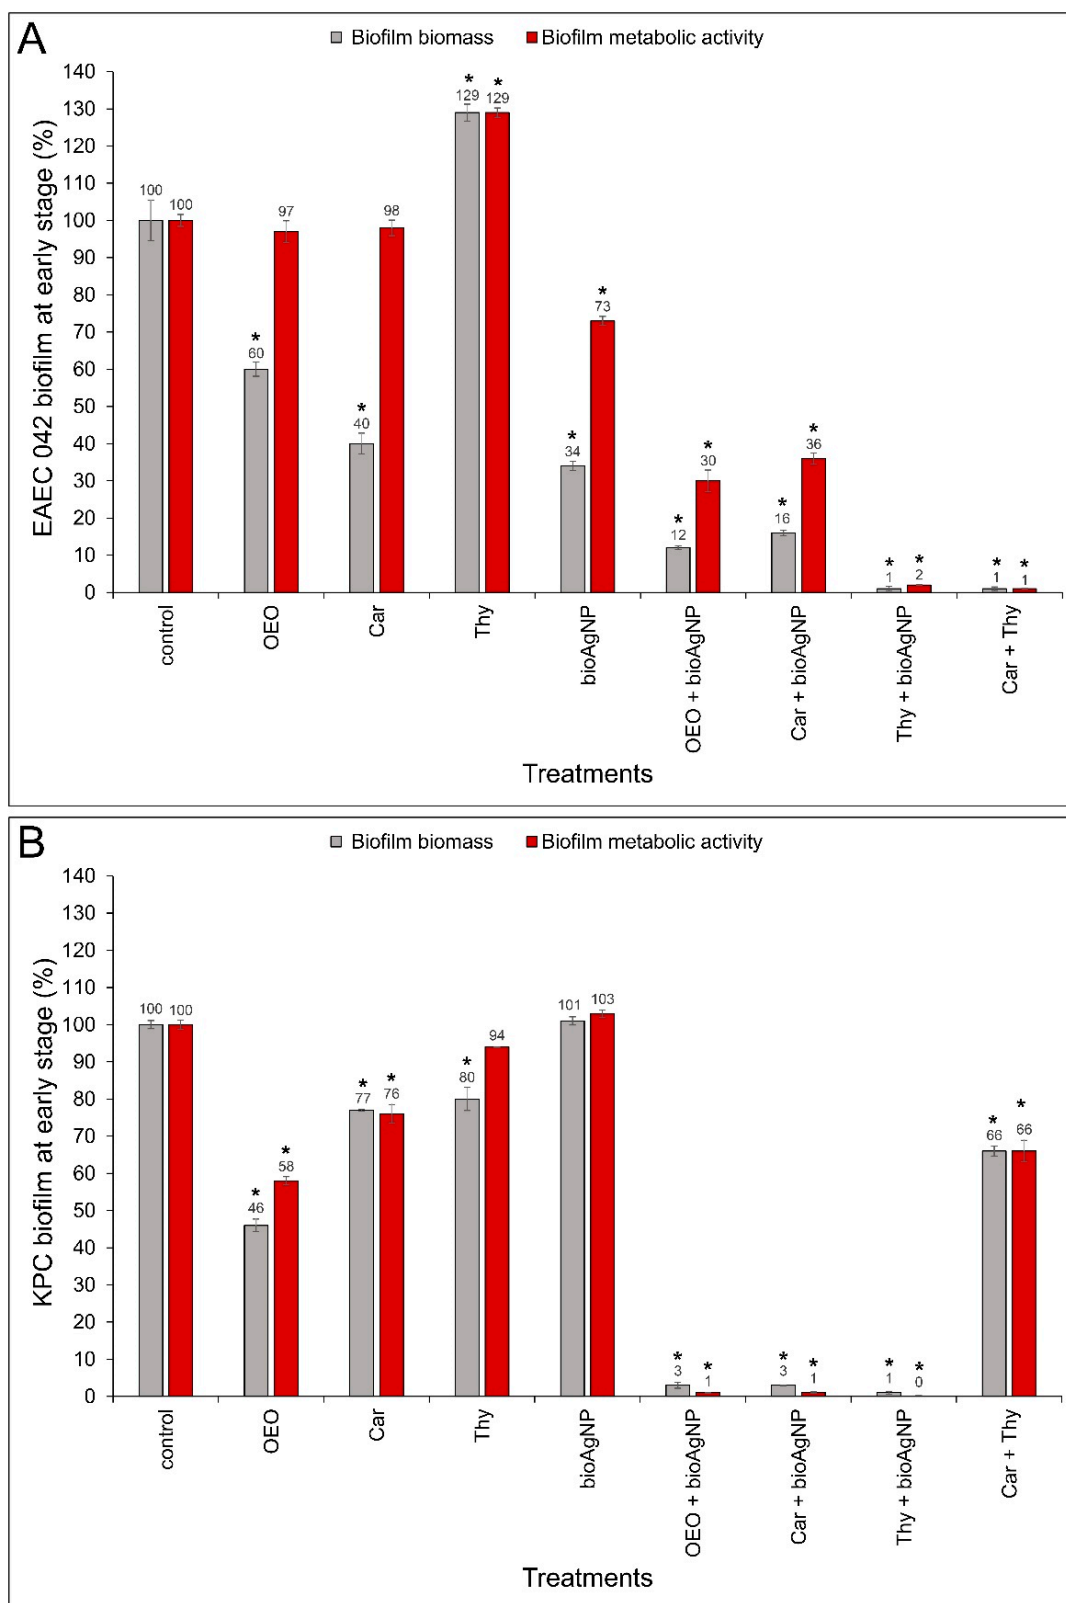 A
Biofilm biomass Biofilm metabolic activity
EAEC 042 biofilm at early stage (%)
140
130
120
110
100
90
80
70
60
50
40
30
20
10
0
100 100
* 60 97
* 40 98
* 129 * 129
* 34 * 73
* 12 * 30
* 16 * 36
* 1 * 2
* 1 * 1
control
OEO
Car
Thy
bioAgNP
OEO + bioAgNP
Car + bioAgNP
Thy + bioAgNP
Car + Thy
Treatments
B
Biofilm biomass Biofilm metabolic activity
KPC biofilm at early stage (%)
140
130
120
110
100
90
80
70
60
50
40
30
20
10
0
100 100
* 46 * 58
* 77 * 76
* 80 94
101 103
* 3 * 1
* 3 * 1
* 1 * 0
* 66 * 66
control
OEO
Car
Thy
bioAgNP
OEO + bioAgNP
Car + bioAgNP
Thy + bioAgNP
Car + Thy
Treatments